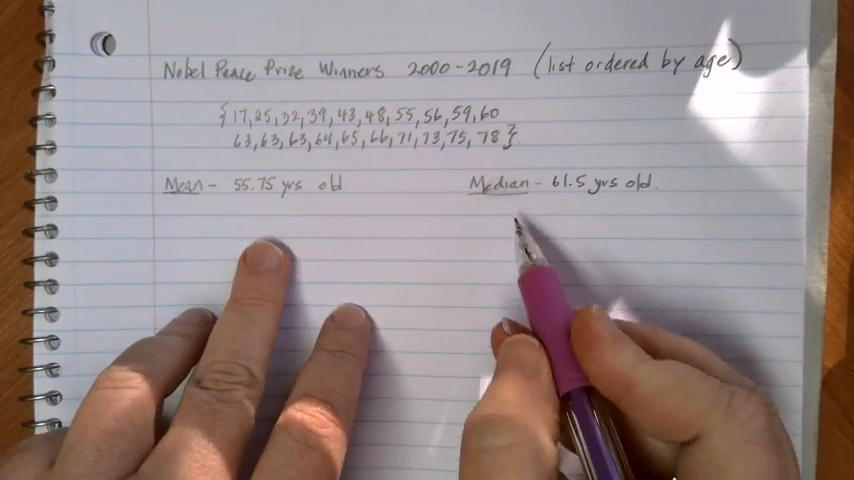 Nobel Peace Prize Winners 2000-2019 (list ordered by age)
{17,25,32,39,43,48,55,56,59,60
63,63,63,64,65,66,71,73,75,78}
Mean - 55.75 yrs old
Median - 61.5 yrs old.